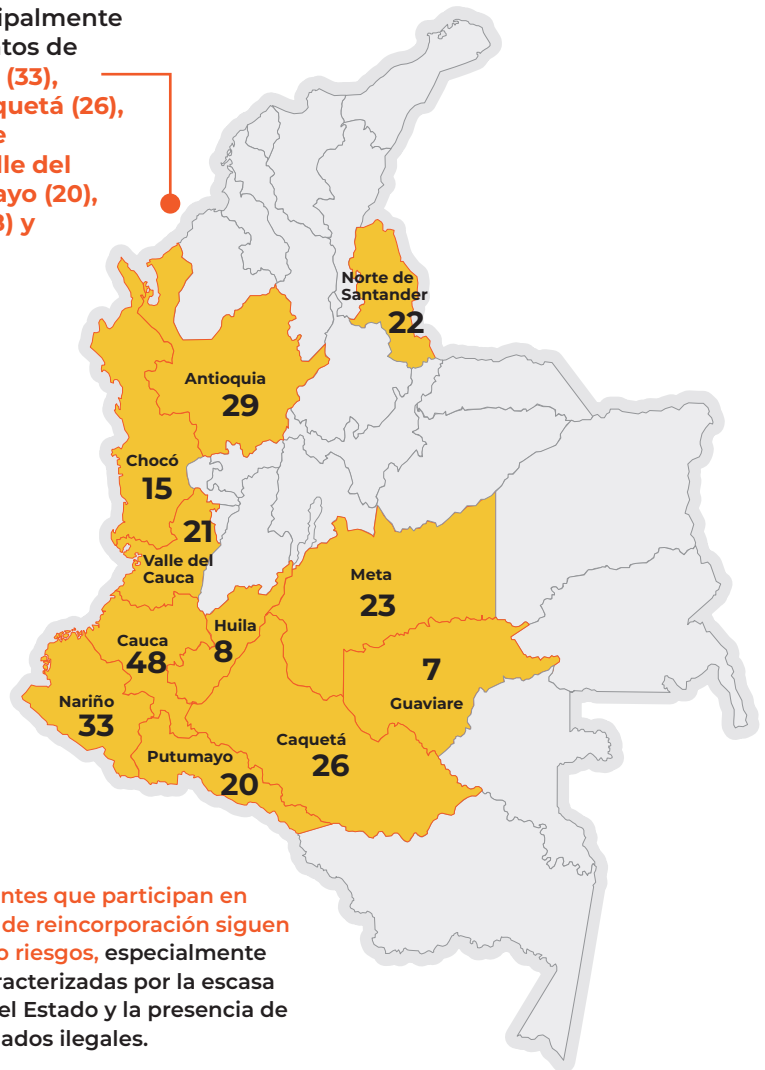 ipalmente
tos de
(33),
quetá (26),
e
lle del
ayo (20),
) y
Norte de
Santander
22
Antioquia
29
Chocó
15
21
Valle del
Cauca
Meta
23
Huila
8
Cauca
48
7
Guaviare
Nariño
33
Caquetá
26
Putumayo
20
ntes que participan en
de reincorporación siguen
o riesgos, especialmente
racterizadas por la escasa
el Estado y la presencia de
ados ilegales.